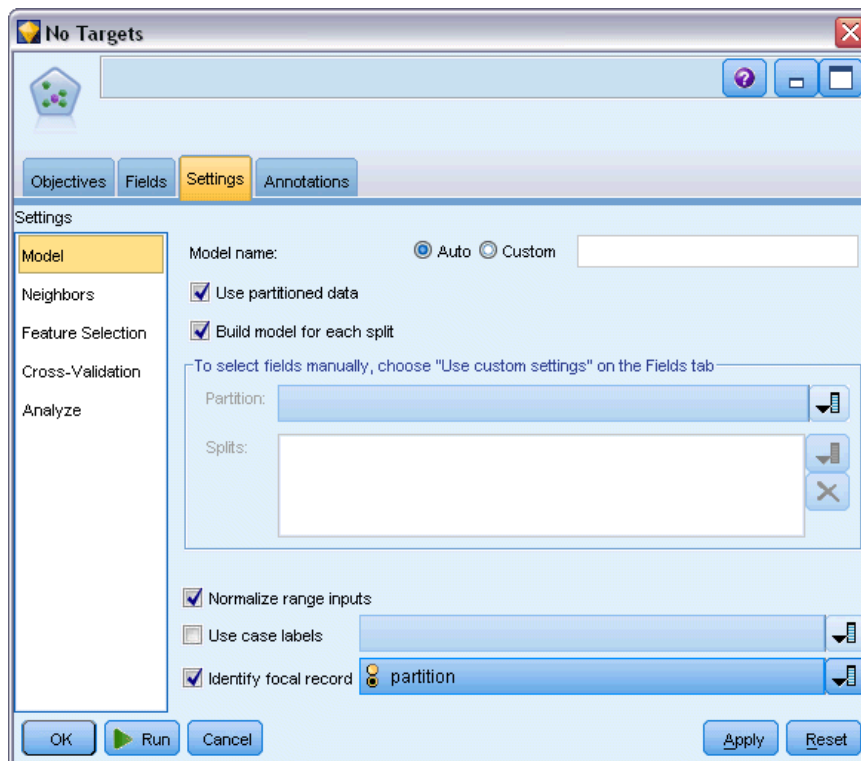 No Targets
Objectives Fields Settings Annotations
Settings
Model
Neighbors
Feature Selection
Cross-Validation
Analyze
Model name: Auto Custom
Use partitioned data
Build model for each split
To select fields manually, choose "Use custom settings" on the Fields tab
Partition:
Splits:
Normalize range inputs
Use case labels
Identify focal record partition
OK Run Cancel Apply Reset